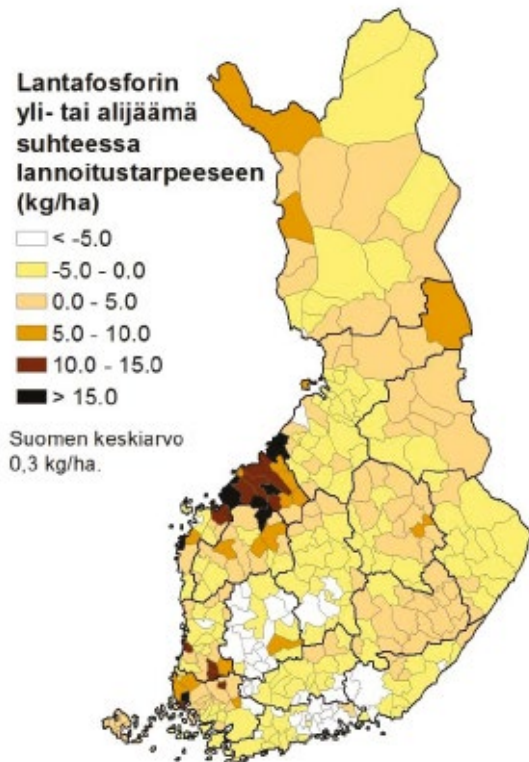 Lantafosforin
yli- tai alijäämä
suhteessa
lannoitustarpeeseen
(kg/ha)
< -5.0
-5.0 - 0.0
0.0 - 5.0
5.0 - 10.0
10.0 - 15.0
> 15.0
Suomen keskiarvo
0,3 kg/ha.